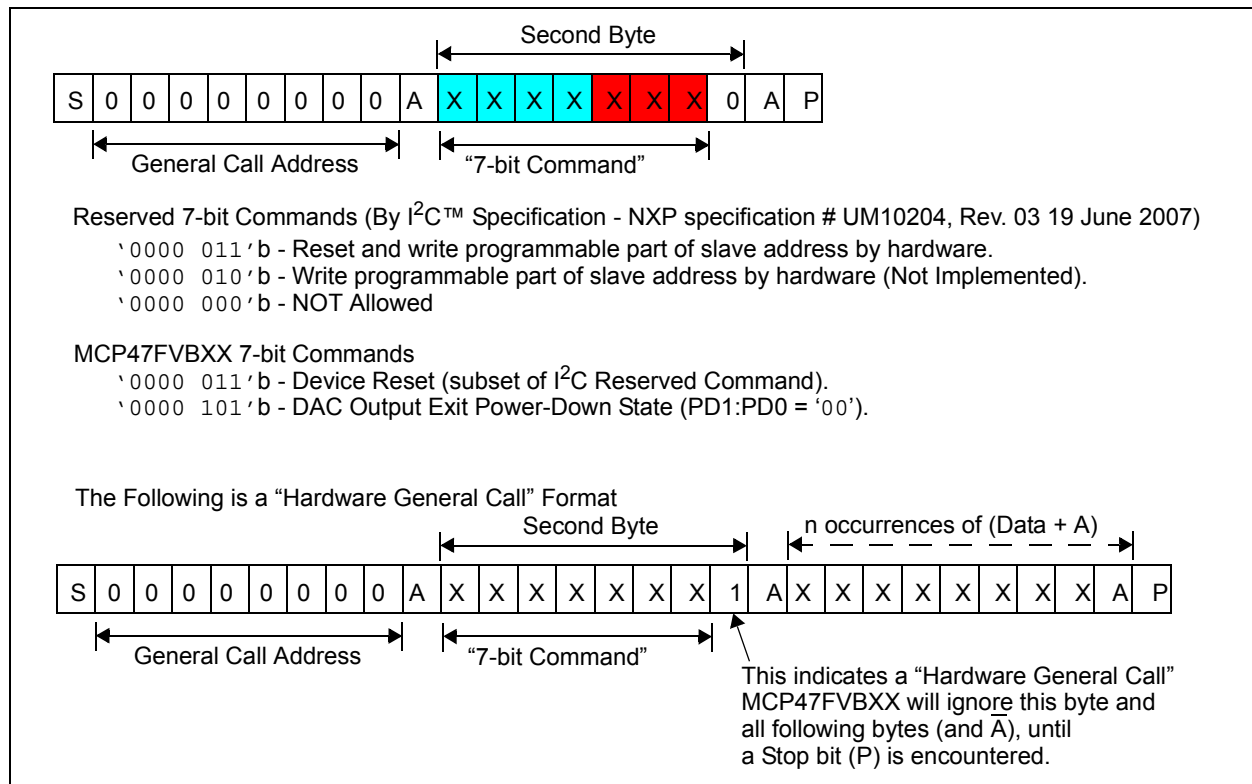 Second Byte
S 0 0 0 0 0 0 0 0 A X X X X X X X 0 A P
General Call Address “7-bit Command”
Reserved 7-bit Commands (By I²C™ Specification - NXP specification # UM10204, Rev. 03 19 June 2007)
‘0000 011’b - Reset and write programmable part of slave address by hardware.
‘0000 010’b - Write programmable part of slave address by hardware (Not Implemented).
‘0000 000’b - NOT Allowed
MCP47FVBXX 7-bit Commands
‘0000 011’b - Device Reset (subset of I²C Reserved Command).
‘0000 101’b - DAC Output Exit Power-Down State (PD1:PD0 = ‘00’).
The Following is a “Hardware General Call” Format
Second Byte n occurrences of (Data + A)
S 0 0 0 0 0 0 0 0 A X X X X X X X 1 A X X X X X X X X A P
General Call Address “7-bit Command”
This indicates a “Hardware General Call”
MCP47FVBXX will ignore this byte and
all following bytes (and A̅), until
a Stop bit (P) is encountered.